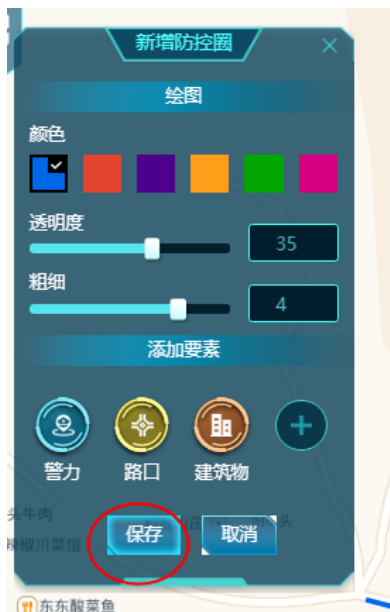 新增防控圈
绘图
颜色
透明度
35
粗细
4
添加要素
警力
路口
建筑物
头牛肉
辣椒川菜馆
保存
取消
东东酸菜鱼